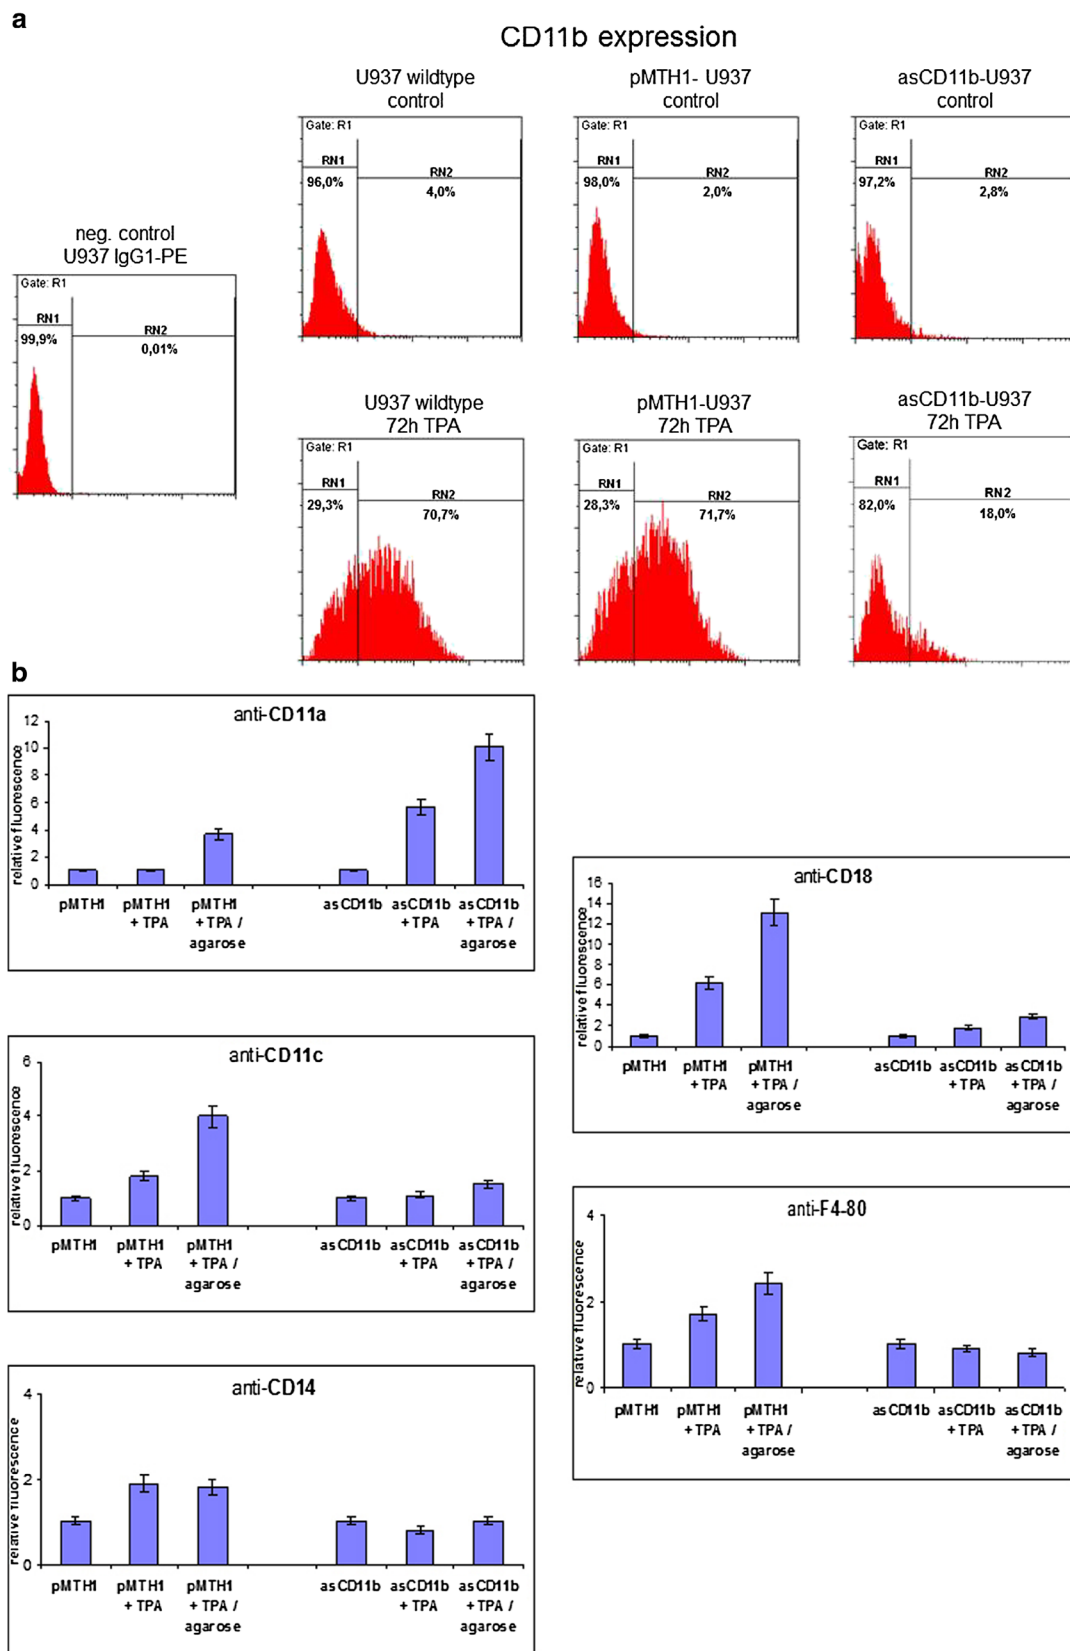 a
CD11b expression
U937 wildtype
control
Gate: R1
RN1
96,0%
RN2
4,0%
pMTH1- U937
control
Gate: R1
RN1
98,0%
RN2
2,0%
asCD11b-U937
control
Gate: R1
RN1
97,2%
RN2
2,8%
neg. control
U937 IgG1-PE
Gate: R1
RN1
99,9%
RN2
0,01%
U937 wildtype
72h TPA
Gate: R1
RN1
29,3%
RN2
70,7%
pMTH1-U937
72h TPA
Gate: R1
RN1
28,3%
RN2
71,7%
asCD11b-U937
72h TPA
Gate: R1
RN1
82,0%
RN2
18,0%
b
anti-CD11a
relative fluorescence
12
10
8
6
4
2
0
pMTH1
pMTH1
+ TPA
pMTH1
+ TPA /
agarose
asCD11b
asCD11b
+ TPA
asCD11b
+ TPA /
agarose
anti-CD18
relative fluorescence
16
14
12
10
8
6
4
2
0
pMTH1
pMTH1
+ TPA
pMTH1
+ TPA /
agarose
asCD11b
asCD11b
+ TPA
asCD11b
+ TPA /
agarose
anti-CD11c
relative fluorescence
6
4
2
0
pMTH1
pMTH1
+ TPA
pMTH1
+ TPA /
agarose
asCD11b
asCD11b
+ TPA
asCD11b
+ TPA /
agarose
anti-F4-80
relative fluorescence
4
2
0
pMTH1
pMTH1
+ TPA
pMTH1
+ TPA /
agarose
asCD11b
asCD11b
+ TPA
asCD11b
+ TPA /
agarose
anti-CD14
relative fluorescence
4
2
0
pMTH1
pMTH1
+ TPA
pMTH1
+ TPA /
agarose
asCD11b
asCD11b
+ TPA
asCD11b
+ TPA /
agarose